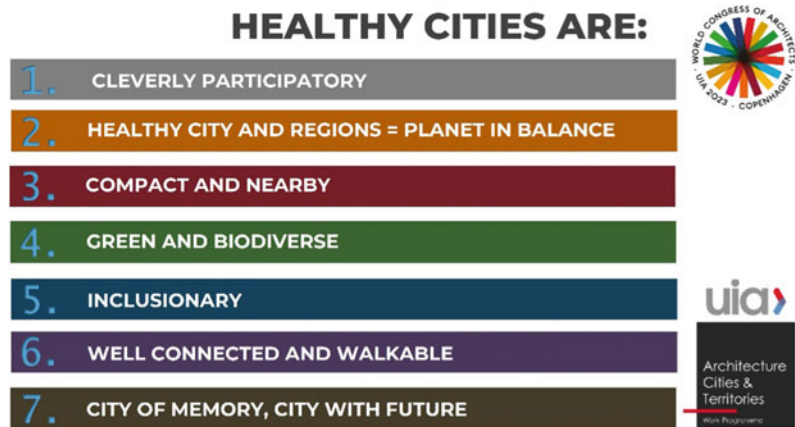 HEALTHY CITIES ARE:
1. CLEVERLY PARTICIPATORY
2. HEALTHY CITY AND REGIONS = PLANET IN BALANCE
3. COMPACT AND NEARBY
4. GREEN AND BIODIVERSE
5. INCLUSIONARY
6. WELL CONNECTED AND WALKABLE
7. CITY OF MEMORY, CITY WITH FUTURE
WORLD CONGRESS OF ARCHITECTS · UIA 2023 - COPENHAGEN ·
uia
Architecture
Cities &
Territories
Work Programme